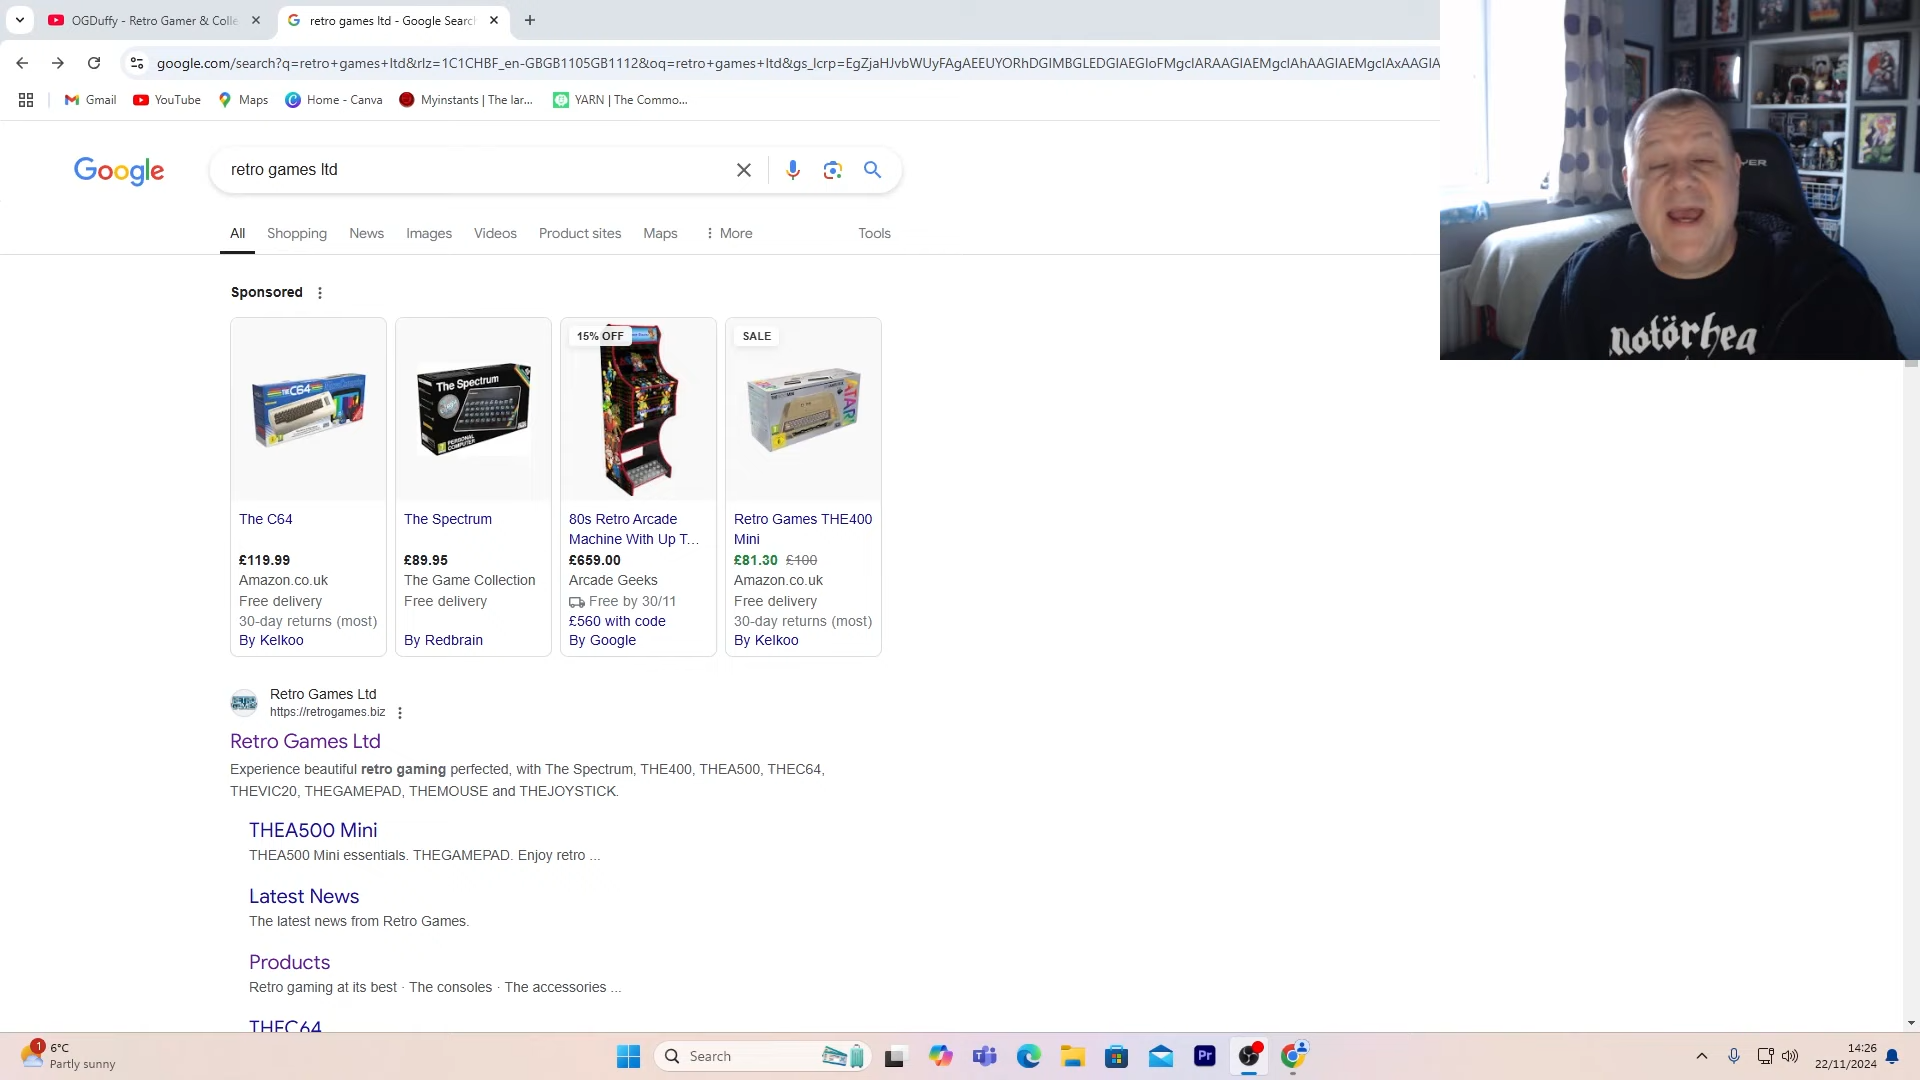 OGDuffy - Retro Gamer & Colle
retro games ltd - Google Searc
google.com/search?q=retro+games+ltd&rlz=1C1CHBF_en-GBGB1105GB1112&oq=retro+games+ltd&gs_lcrp=EgZjaHJvbWUyFAgAEEUYORhDGIMBGLEDGIAEGIoFMgcIARAAGIAEMgcIAhAAGIAEMgcIAxAAGIA
Gmail
YouTube
Maps
Home - Canva
Myinstants | The lar...
YARN | The Commo...
Google
retro games ltd
All
Shopping
News
Images
Videos
Product sites
Maps
More
Tools
Sponsored
15% OFF
SALE
THEC64
The Spectrum
PERSONAL
COMPUTER
ATARI
The C64
£119.99
Amazon.co.uk
Free delivery
30-day returns (most)
By Kelkoo
The Spectrum
£89.95
The Game Collection
Free delivery
By Redbrain
80s Retro Arcade
Machine With Up T...
£659.00
Arcade Geeks
Free by 30/11
£560 with code
By Google
Retro Games THE400
Mini
£81.30 £100
Amazon.co.uk
Free delivery
30-day returns (most)
By Kelkoo
Retro Games Ltd
https://retrogames.biz
Retro Games Ltd
Experience beautiful retro gaming perfected, with The Spectrum, THE400, THEA500, THEC64,
THEVIC20, THEGAMEPAD, THEMOUSE and THEJOYSTICK.
THEA500 Mini
THEA500 Mini essentials. THEGAMEPAD. Enjoy retro ...
Latest News
The latest news from Retro Games.
Products
Retro gaming at its best · The consoles · The accessories ...
THEC64
notörhea
1
6°C
Partly sunny
Search
Pr
14:26
22/11/2024